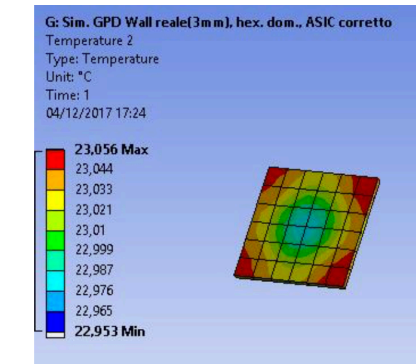 G: Sim. GPD Wall reale(3mm), hex. dom., ASIC corretto
Temperature 2
Type: Temperature
Unit: °C
Time: 1
04/12/2017 17:24
23,056 Max
23,044
23,033
23,021
23,01
22,999
22,987
22,976
22,965
22,953 Min